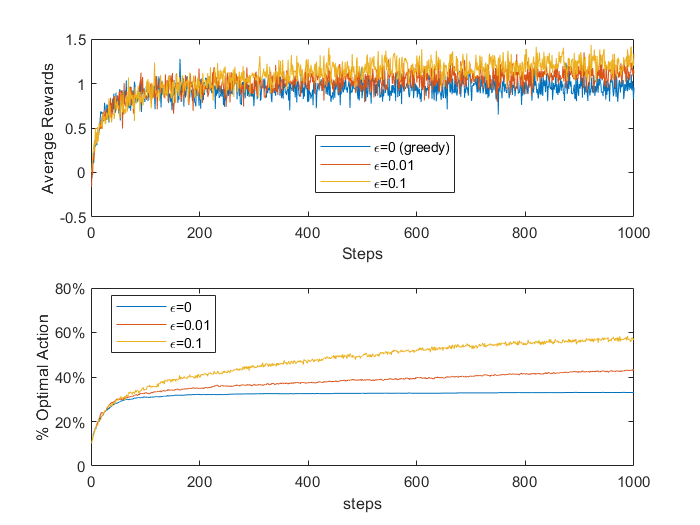 1.5
1
0.5
0
-0.5
Average Rewards
ϵ=0 (greedy)
ϵ=0.01
ϵ=0.1
0 200 400 600 800 1000
Steps
80%
60%
40%
20%
0
% Optimal Action
ϵ=0
ϵ=0.01
ϵ=0.1
0 200 400 600 800 1000
steps